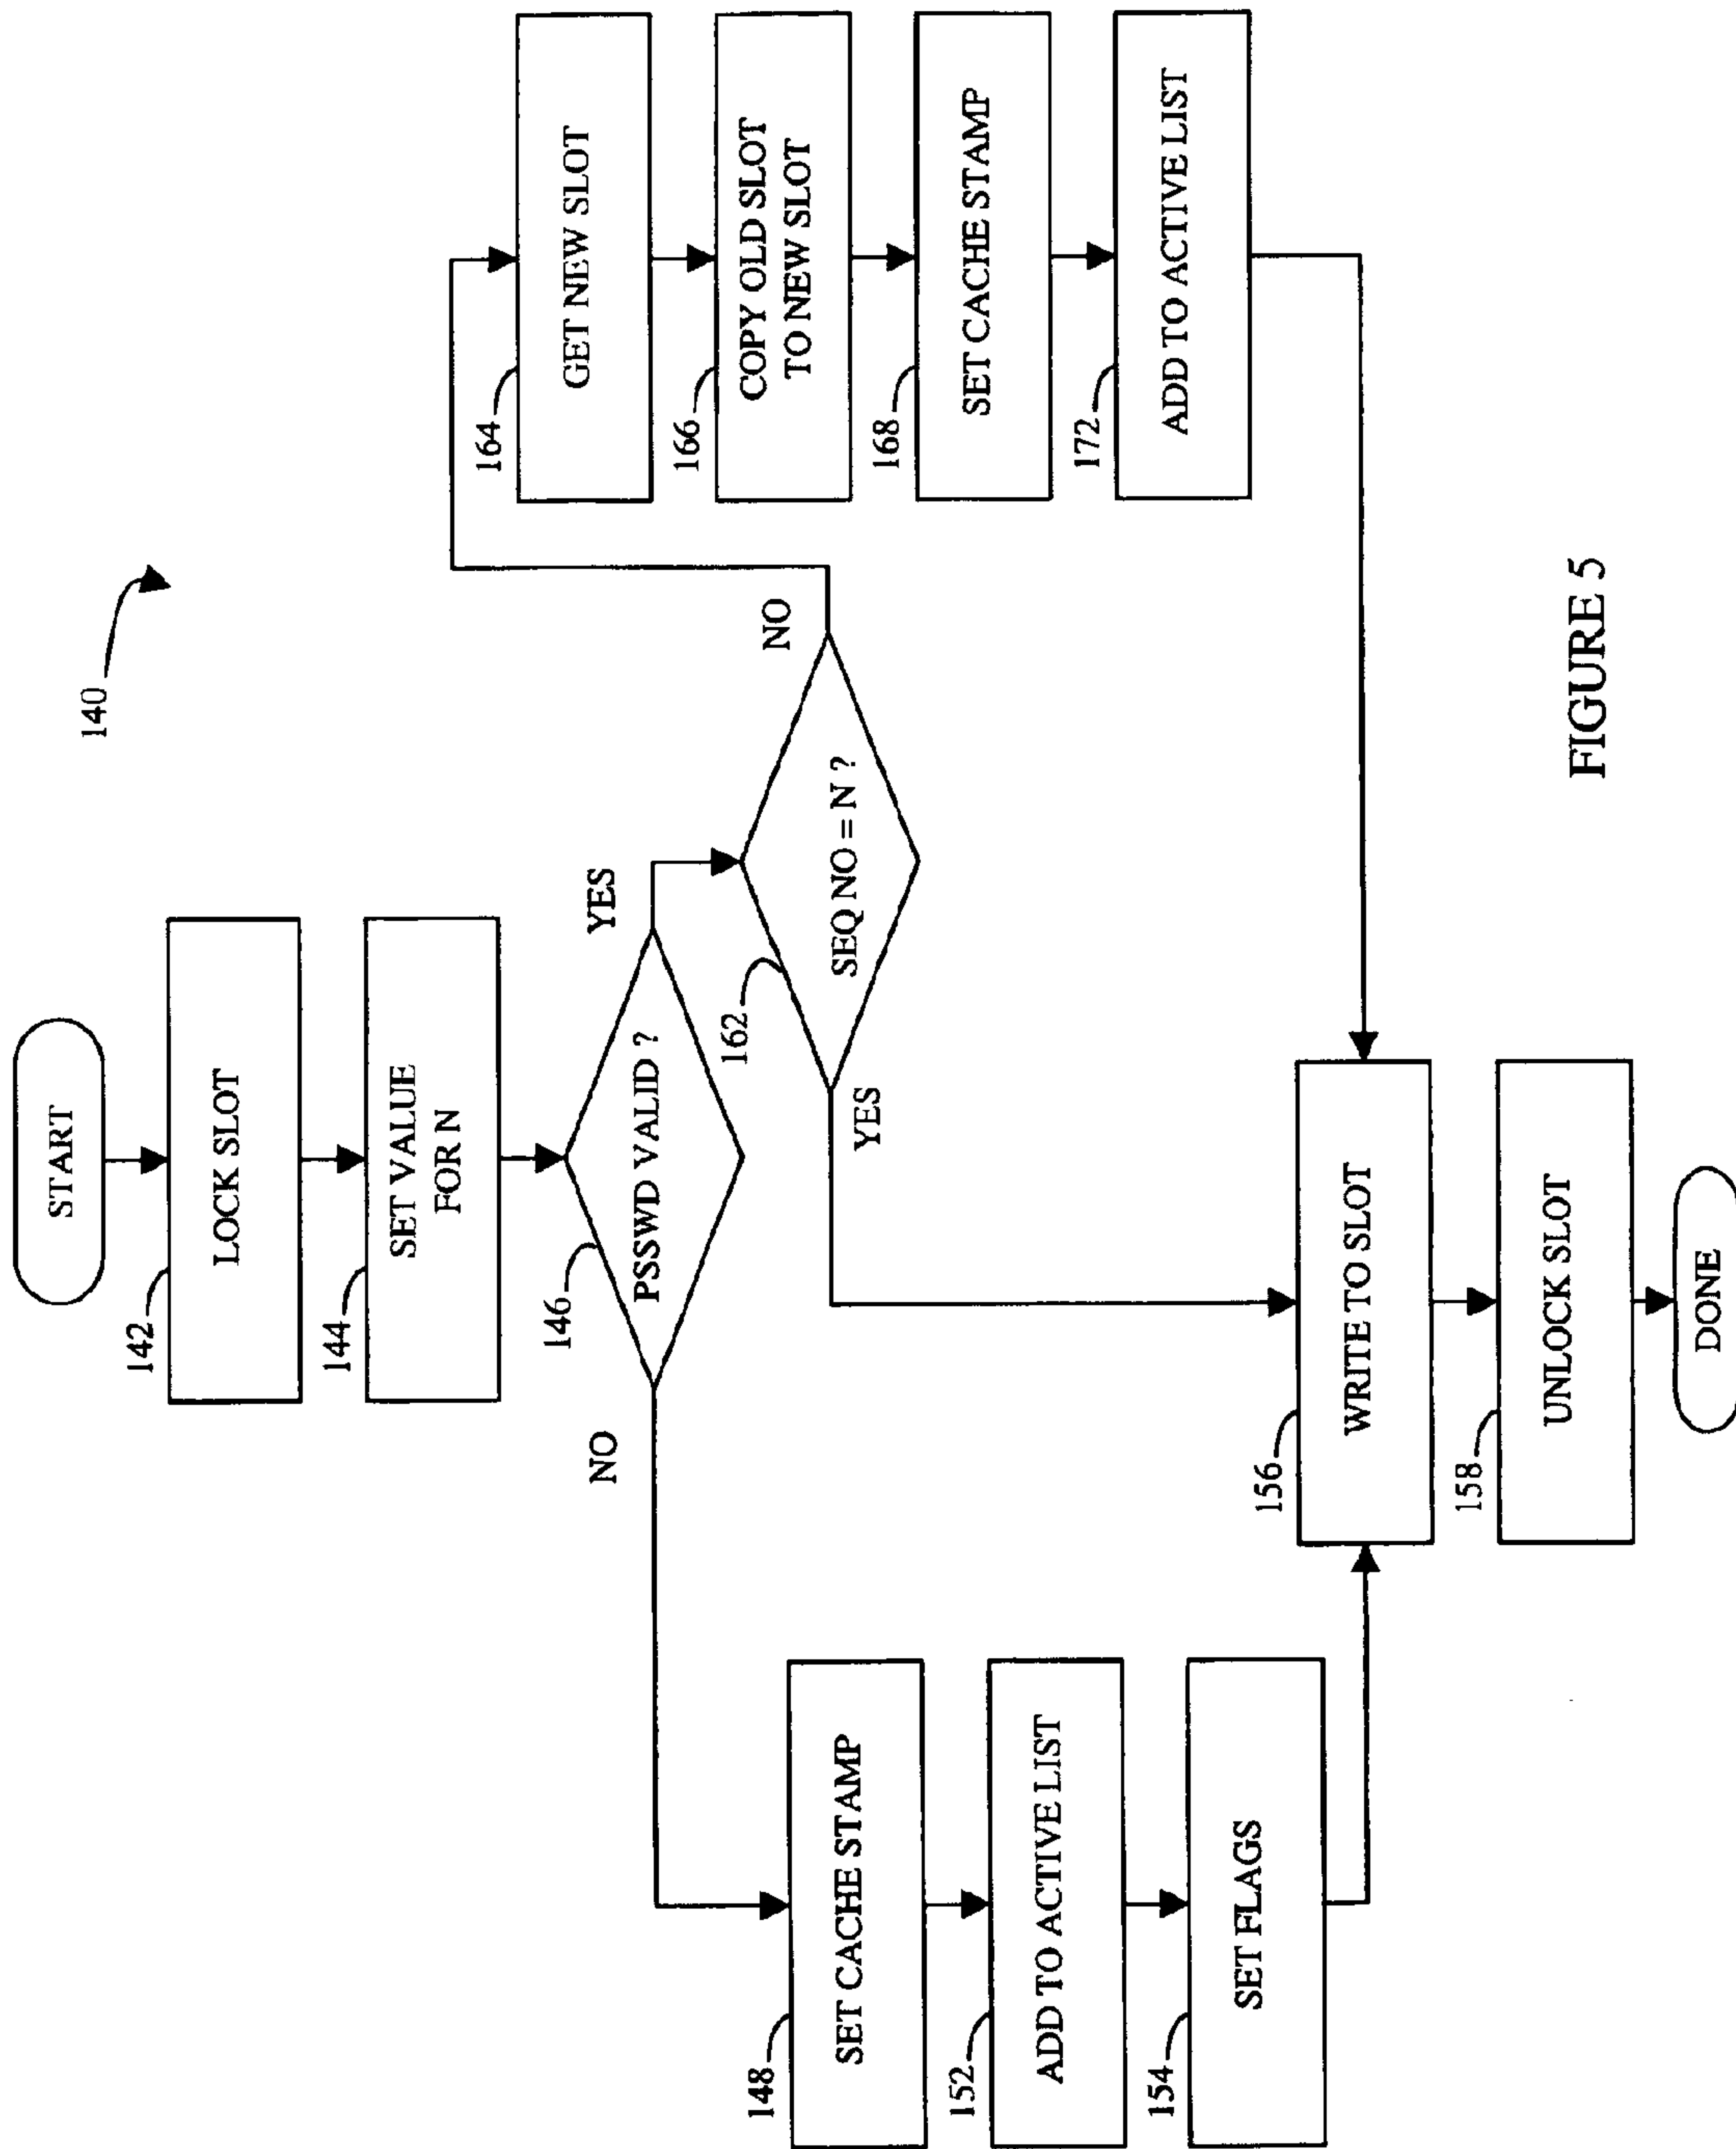 140
START
142
LOCK SLOT
144
SET VALUE
FOR N
146
PSSWD VALID ?
NO
YES
148
SET CACHE STAMP
152
ADD TO ACTIVE LIST
154
SET FLAGS
162
SEQ NO = N ?
YES
NO
164
GET NEW SLOT
166
COPY OLD SLOT
TO NEW SLOT
168
SET CACHE STAMP
172
ADD TO ACTIVE LIST
156
WRITE TO SLOT
158
UNLOCK SLOT
DONE
FIGURE 5